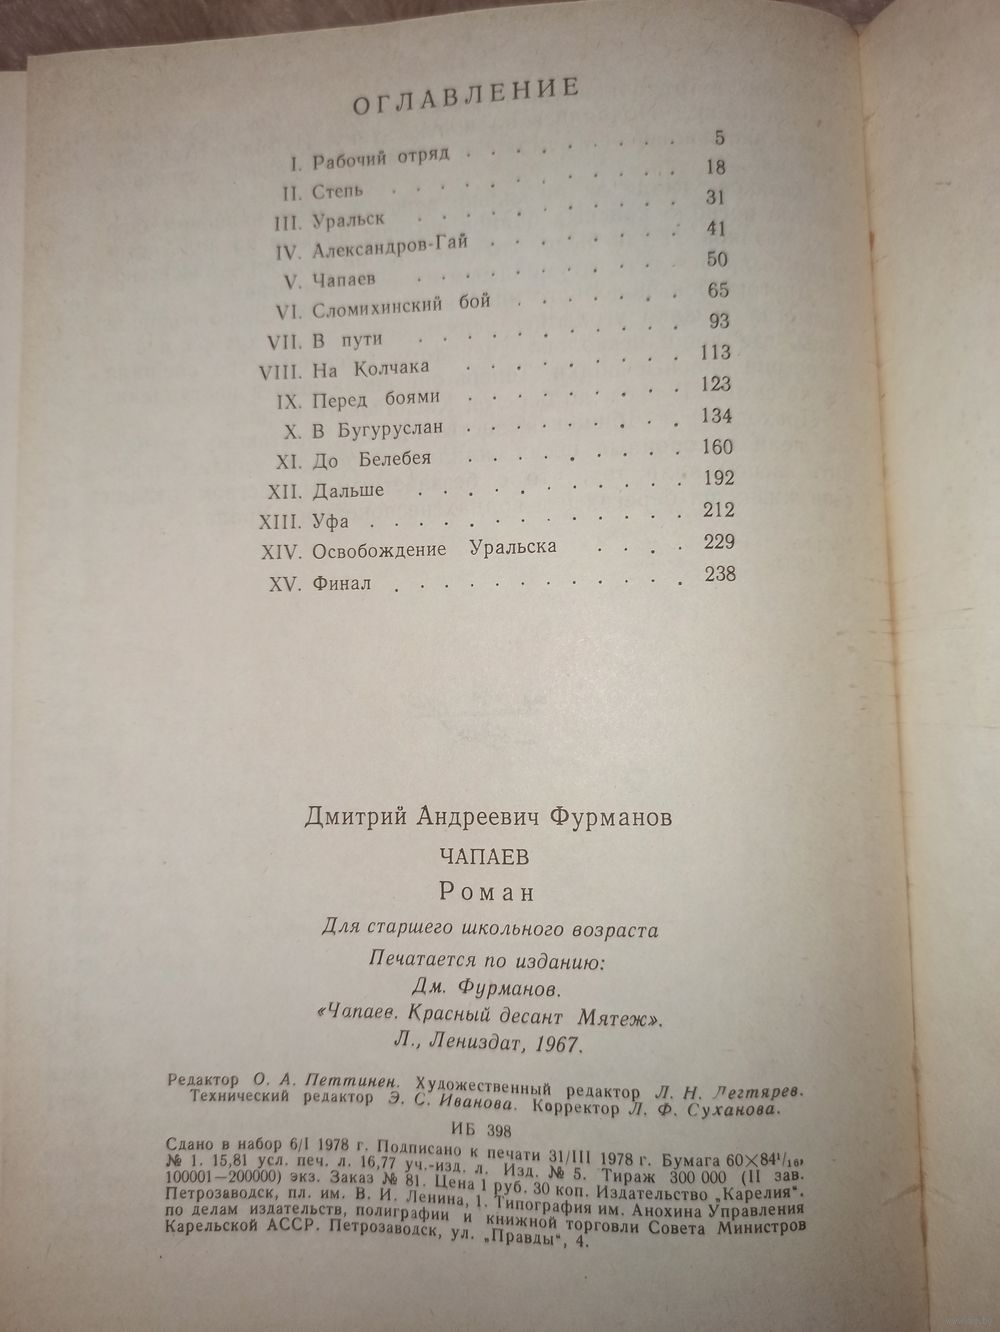 ОГЛАВЛЕНИЕ
I. Рабочий отряд . . . . . . . . . 5
II. Степь . . . . . . . . . . . . 18
III. Уральск . . . . . . . . . . . 31
IV. Александров-Гай . . . . . . . . 41
V. Чапаев . . . . . . . . . . . 50
VI. Сломихинский бой . . . . . . . 65
VII. В пути . . . . . . . . . . . 93
VIII. На Колчака . . . . . . . . . 113
IX. Перед боями . . . . . . . . . 123
X. В Бугуруслан . . . . . . . . . 134
XI. До Белебея . . . . . . . . . 160
XII. Дальше . . . . . . . . . . . 192
XIII. Уфа . . . . . . . . . . . . . 212
XIV. Освобождение Уральска . . . . 229
XV. Финал . . . . . . . . . . . . 238
Дмитрий Андреевич Фурманов
ЧАПАЕВ
Роман
Для старшего школьного возраста
Печатается по изданию:
Дм. Фурманов.
«Чапаев. Красный десант Мятеж».
Л., Лениздат, 1967.
Редактор О. А. Петтинен. Художественный редактор Л. Н. Дегтярев.
Технический редактор Э. С. Иванова. Корректор Л. Ф. Суханова.
ИБ 398
Сдано в набор 6/I 1978 г. Подписано к печати 31/III 1978 г. Бумага 60×84¹/₁₆,
№ 1. 15,81 усл. печ. л. 16,77 уч.-изд. л. Изд. № 5. Тираж 300 000 (II зав.
100001—200000) экз. Заказ № 81. Цена 1 руб. 30 коп. Издательство „Карелия“.
Петрозаводск, пл. им. В. И. Ленина, 1. Типография им. Анохина Управления
по делам издательств, полиграфии и книжной торговли Совета Министров
Карельской АССР. Петрозаводск, ул. „Правды“, 4.